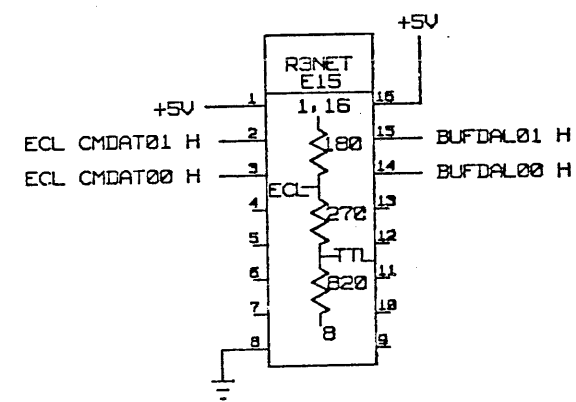 +5V
R3NET
E15
+5V 1 1,16 16
ECL CMDAT01 H 2 180 15 BUFDAL01 H
ECL CMDAT00 H 3 14 BUFDAL00 H
ECL
4 270 13
5 TTL 12
6 820 11
7 10
8 8 9